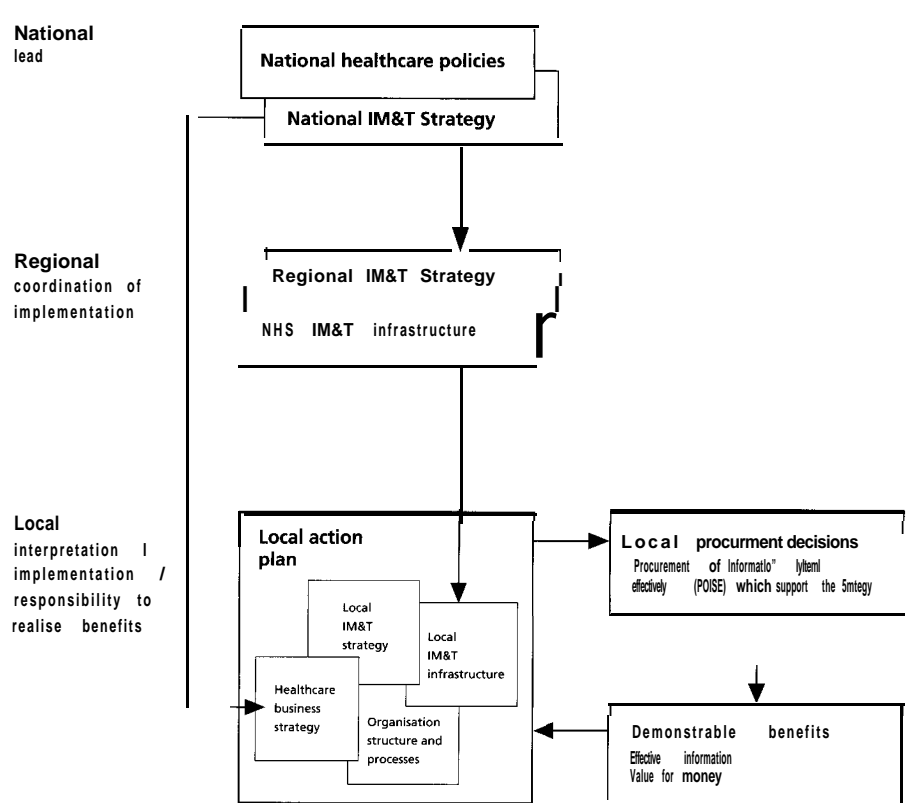 National
lead
National healthcare policies
National IM&T Strategy
Regional
coordination of
implementation
Regional IM&T Strategy
NHS IM&T infrastructure
Local
interpretation I
implementation /
responsibility to
realise benefits
Local action
plan
Local
IM&T
strategy
Local
IM&T
infrastructure
Healthcare
business
strategy
Organisation
structure and
processes
Local procurment decisions
Procurement of Informatlo" lyteml
effectively (POISE) which support the 5mtegy
Demonstrable benefits
Effective information
Value for money